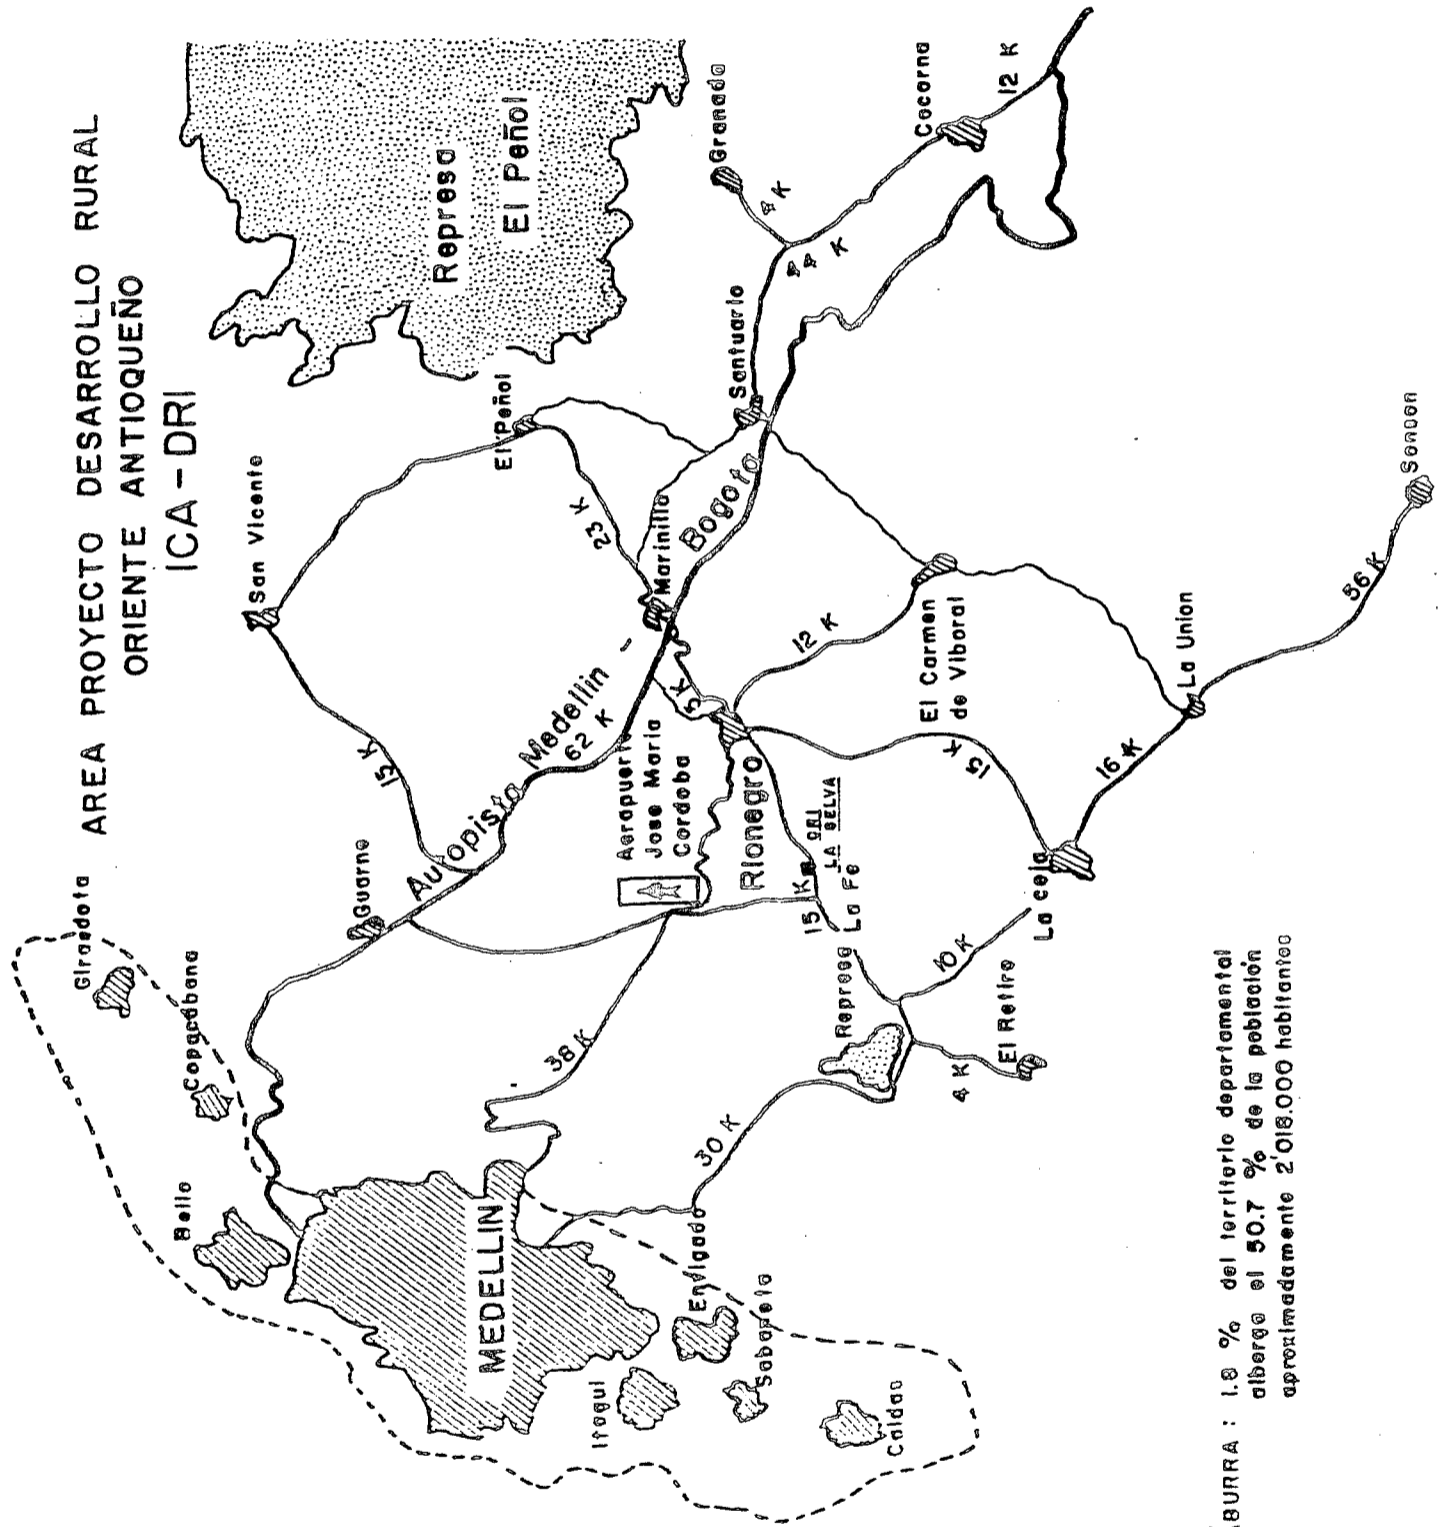 AREA PROYECTO DESARROLLO RURAL
ORIENTE ANTIOQUEÑO
ICA-DRI
Girardota
Copacabana
Bello
MEDELLIN
Itagui
Envigado
Sabaneta
Caldas
Guarne
San Vicente
15 K
Autopista Medellin - Bogota
62 K
El Peñol
23 K
Represa
El Peñol
Marinilla
Granada
4 K
44 K
Cocorna
12 K
Santuario
Aeropuerto
Jose Maria
Cordoba
5 K
Rionegro
12 K
El Carmen
de Viboral
15 K
DRI
LA SELVA
15 K
Represa La Fe
38 K
30 K
10 K
4 K
El Retiro
La ceja
16 K
La Union
56 K
Sonson
BURRA : 1.8 % del territorio departamental
alberga el 50.7 % de la población
aproximadamente 2'018.000 habitantes